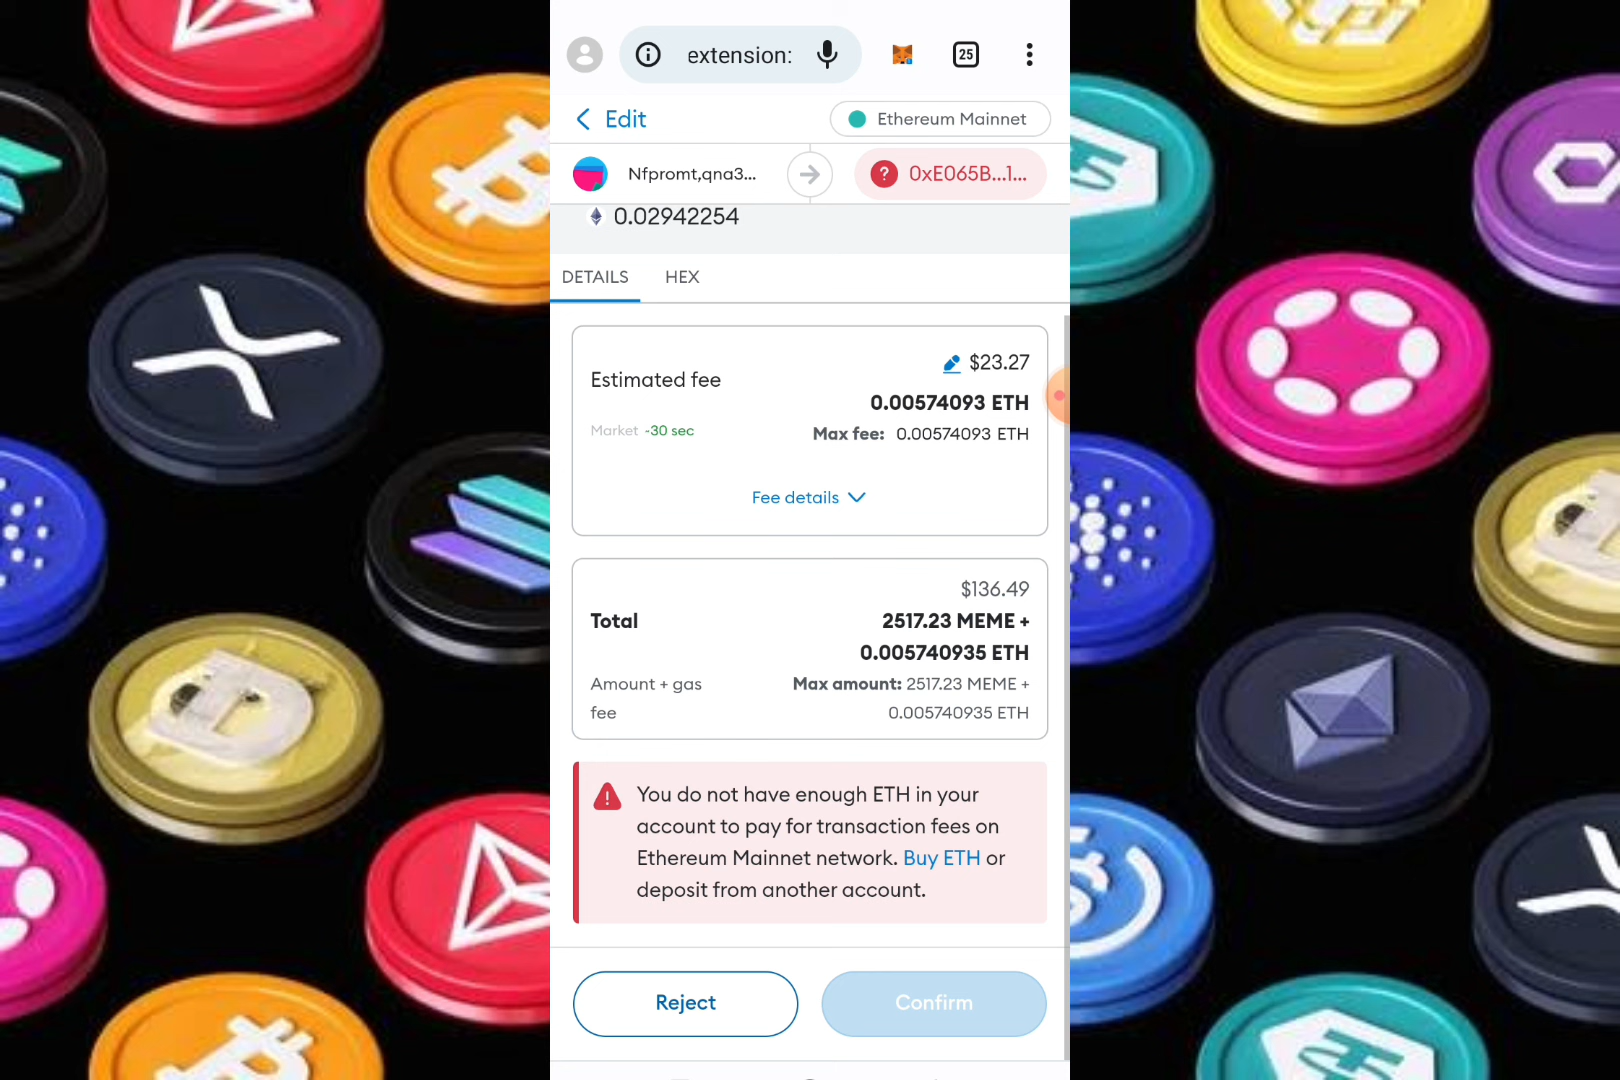 extension:
25
Edit
Ethereum Mainnet
Nfpromt,qna3...
? 0xE065B...1...
0.02942254
DETAILS HEX
$23.27
Estimated fee
0.00574093 ETH
Market -30 sec
Max fee: 0.00574093 ETH
Fee details
$136.49
Total
2517.23 MEME +
0.005740935 ETH
Amount + gas
fee
Max amount: 2517.23 MEME +
0.005740935 ETH
You do not have enough ETH in your
account to pay for transaction fees on
Ethereum Mainnet network. Buy ETH or
deposit from another account.
Reject
Confirm